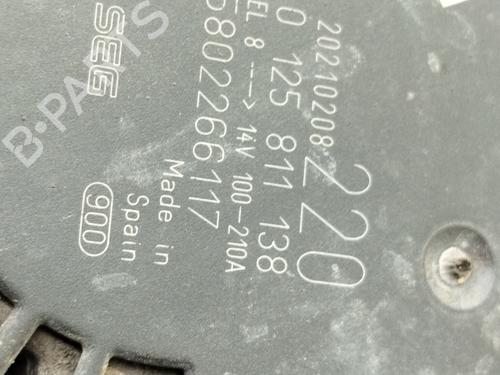 20210208 220
0 125 811 138
EL 8 ---> 14V 100-210A
5802266117
Made in
Spain
SEG
900
B-PARTS